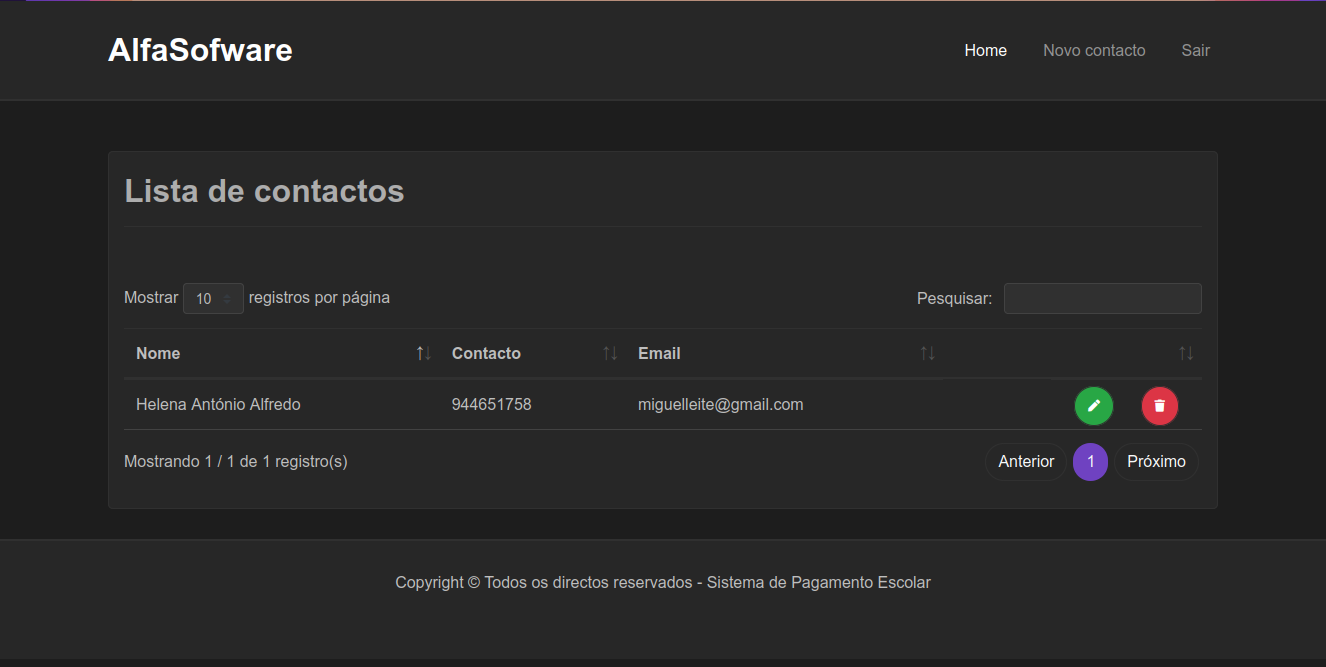 AlfaSofware
Home Novo contacto Sair
Lista de contactos
Mostrar 10 registros por página Pesquisar:
Nome Contacto Email
Helena António Alfredo 944651758 miguelleite@gmail.com
Mostrando 1 / 1 de 1 registro(s) Anterior 1 Próximo
Copyright © Todos os directos reservados - Sistema de Pagamento Escolar